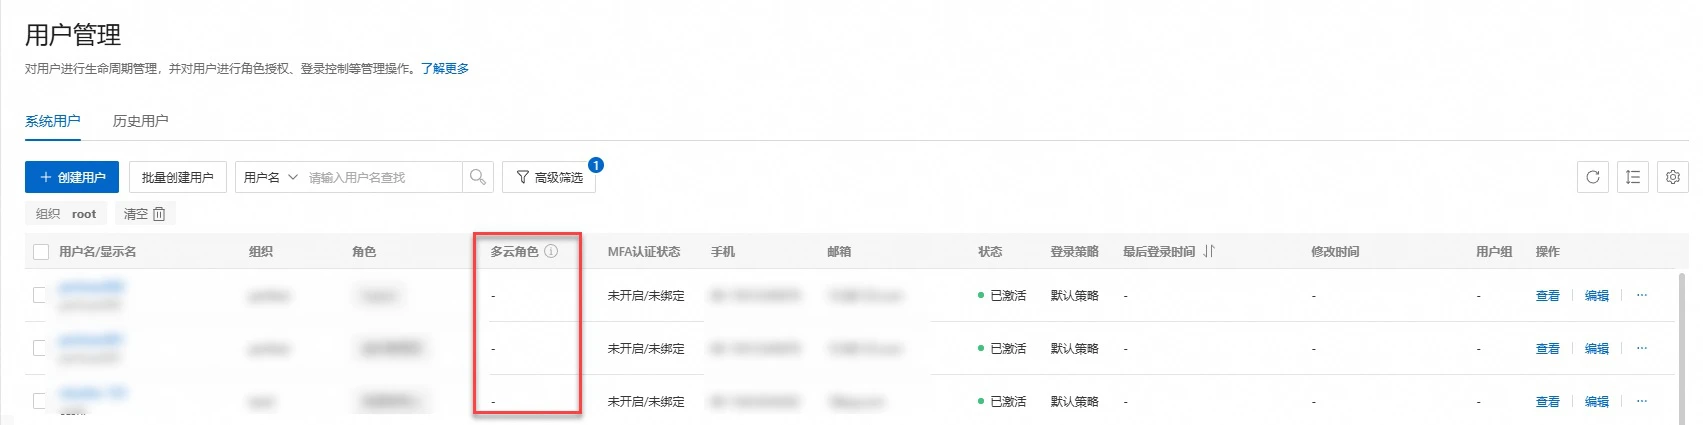 用户管理
对用户进行生命周期管理，并对用户进行角色授权、登录控制等管理操作。了解更多
系统用户 历史用户
+ 创建用户 批量创建用户 用户名 请输入用户名查找 高级筛选 1
组织 root 清空
用户名/显示名 组织 角色 多云角色 MFA认证状态 手机 邮箱 状态 登录策略 最后登录时间 修改时间 用户组 操作
- 未开启/未绑定 已激活 默认策略 - - - 查看 编辑 ...
- 未开启/未绑定 已激活 默认策略 - - - 查看 编辑 ...
- 未开启/未绑定 已激活 默认策略 - - - 查看 编辑 ...